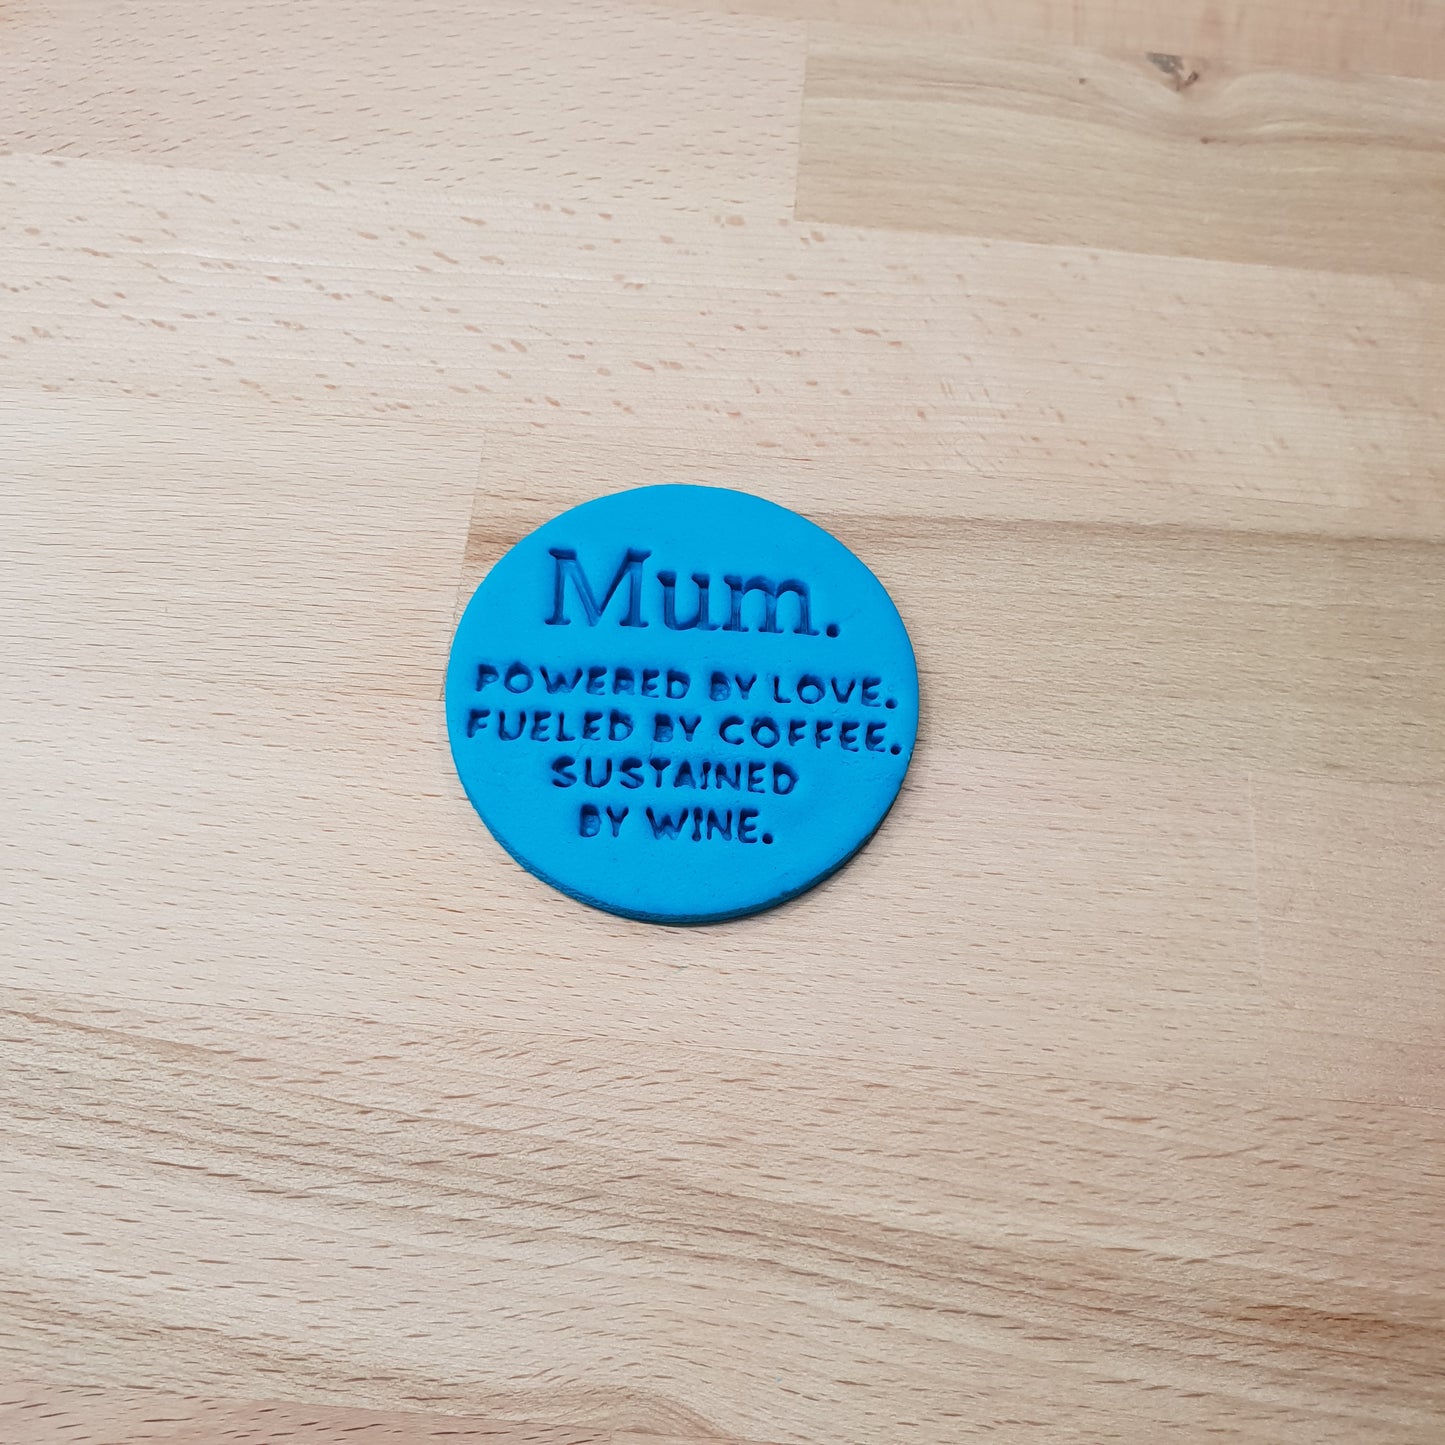 Mum.
POWERED BY LOVE.
FUELED BY COFFEE.
SUSTAINED
BY WINE.